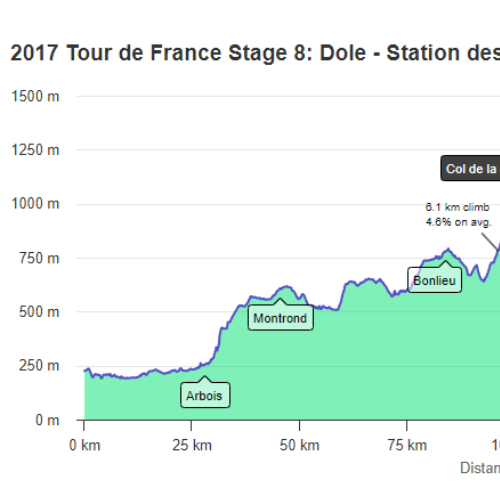 2017 Tour de France Stage 8: Dole - Station des
1500 m
1250 m
1000 m
750 m
500 m
250 m
0 m
Col de la
6.1 km climb
4.6% on avg.
Bonlieu
Montrond
Arbois
0 km
25 km
50 km
75 km
Distan